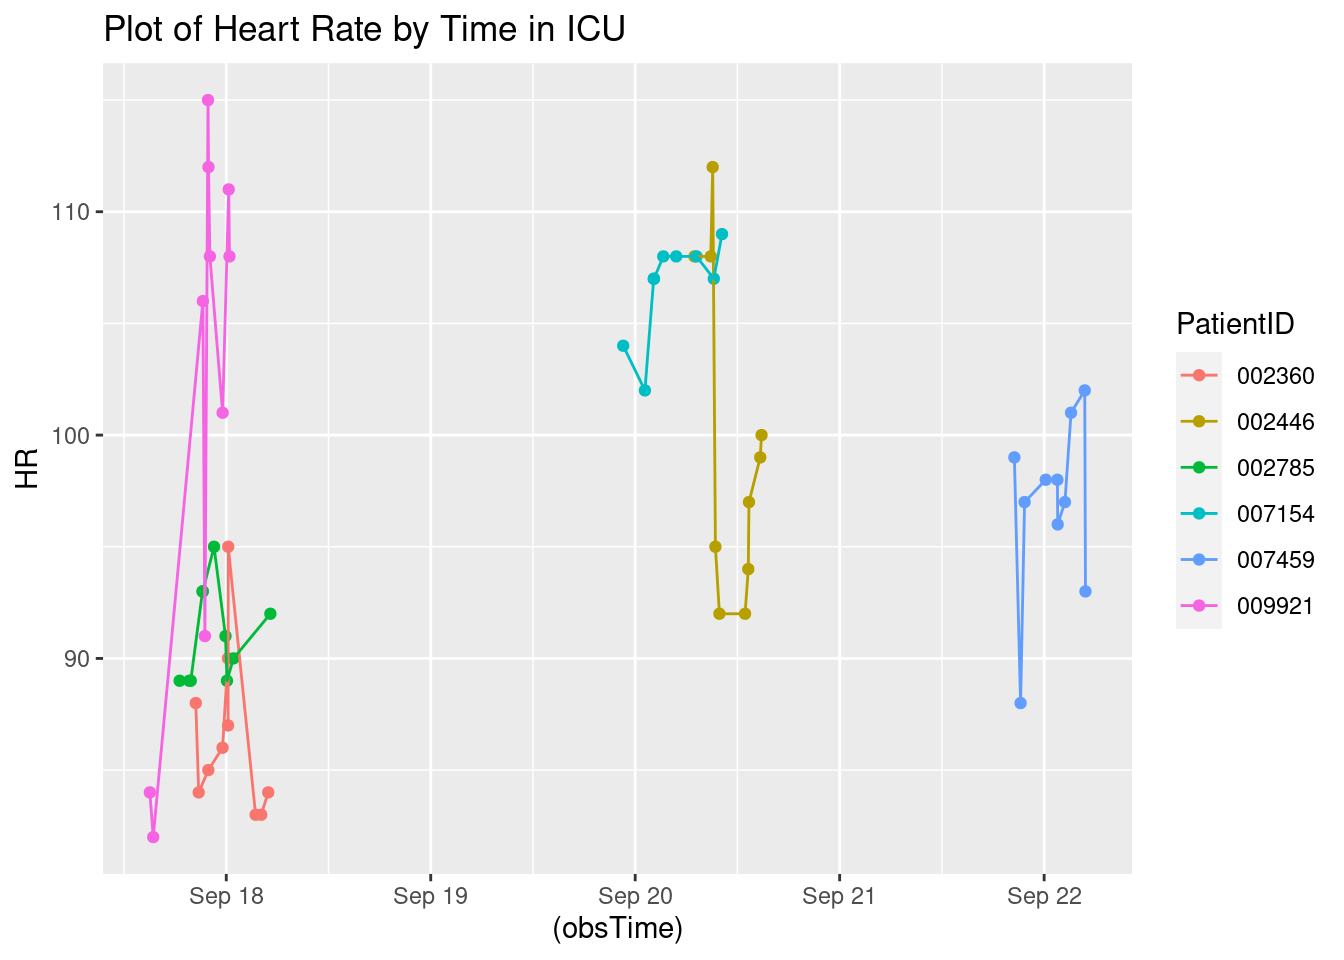 Plot of Heart Rate by Time in ICU
110
100
90
HR
Sep 18
Sep 19
Sep 20
Sep 21
Sep 22
(obsTime)
PatientID
002360
002446
002785
007154
007459
009921